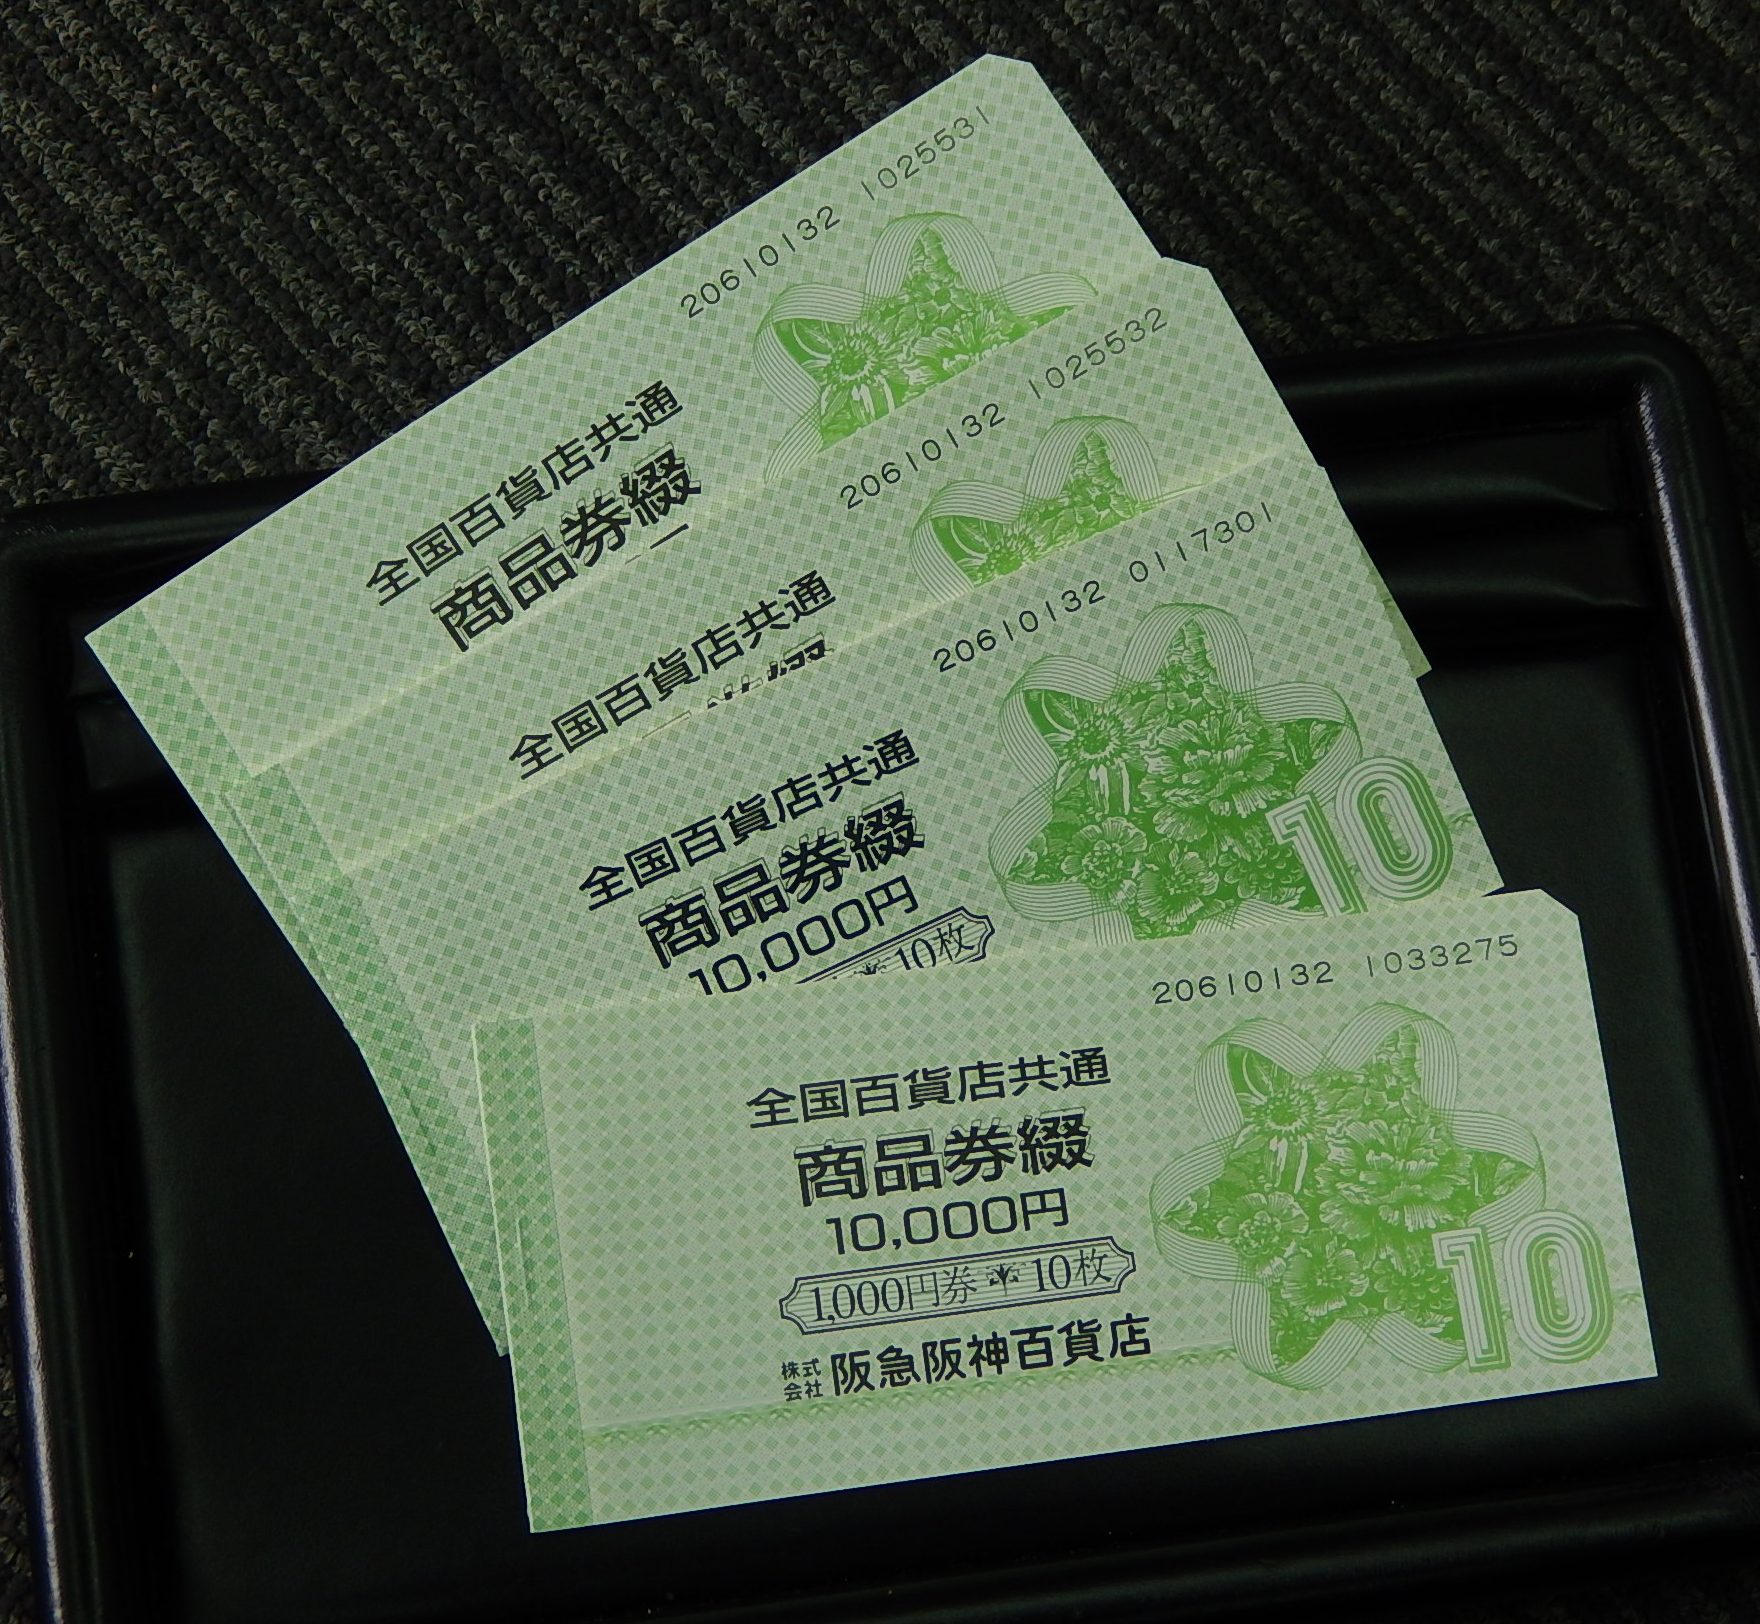 20610132 1025531
全国百貨店共通
商品券綴
20610132 1025532
全国百貨店共通
20610132 0117301
全国百貨店共通
商品券綴
10,000円
10枚
10
20610132 1033275
全国百貨店共通
商品券綴
10,000円
1,000円券 10枚
株式会社 阪急阪神百貨店
10